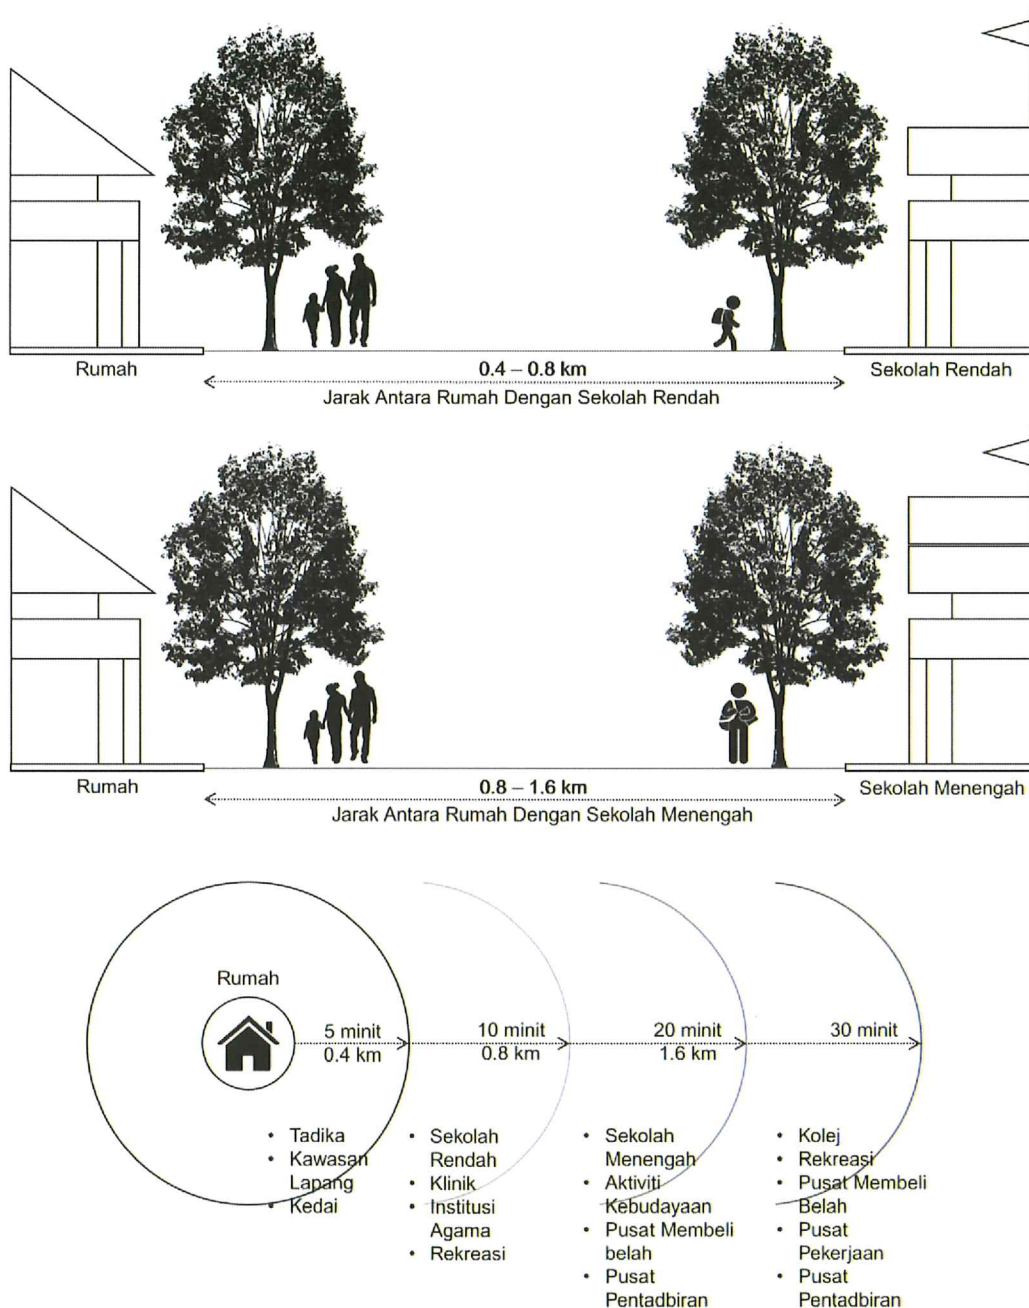 Rumah
0.4 – 0.8 km
Sekolah Rendah
Jarak Antara Rumah Dengan Sekolah Rendah
Rumah
0.8 – 1.6 km
Sekolah Menengah
Jarak Antara Rumah Dengan Sekolah Menengah
Rumah
5 minit
0.4 km
10 minit
0.8 km
20 minit
1.6 km
30 minit
• Tadika
• Kawasan
Lapang
• Kedai
• Sekolah
Rendah
• Klinik
• Institusi
Agama
• Rekreasi
• Sekolah
Menengah
• Aktiviti
Kebudayaan
• Pusat Membeli
belah
• Pusat
Pentadbiran
• Kolej
• Rekreasi
• Pusat Membeli
Belah
• Pusat
Pekerjaan
• Pusat
Pentadbiran